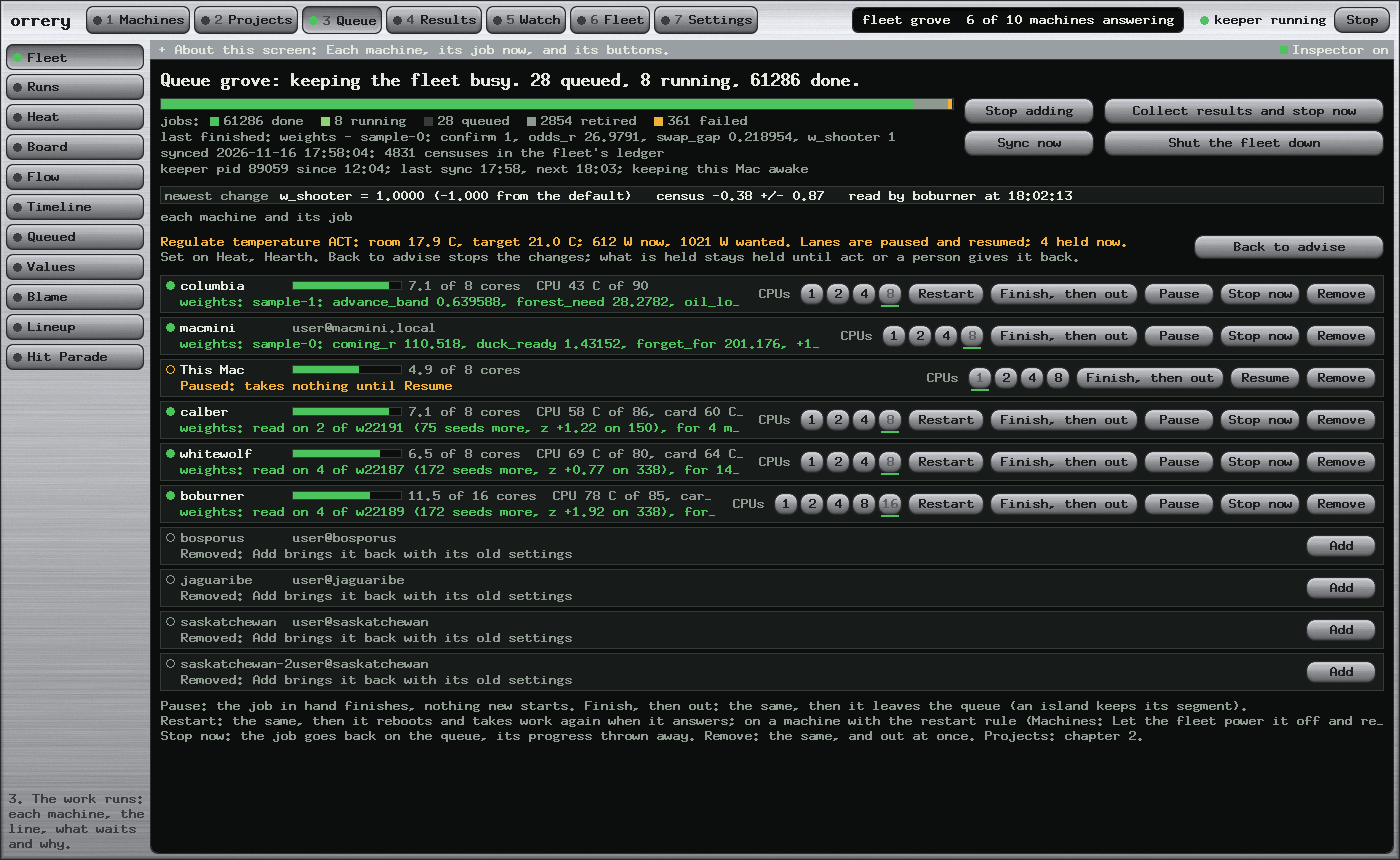 orrery
1 Machines
2 Projects
3 Queue
4 Results
5 Watch
6 Fleet
7 Settings
fleet grove 6 of 10 machines answering
keeper running
Stop
Fleet
Runs
Heat
Board
Flow
Timeline
Queued
Values
Blame
Lineup
Hit Parade
3. The work runs:
each machine, the
line, what waits
and why.
+ About this screen: Each machine, its job now, and its buttons.
Inspector on
Queue grove: keeping the fleet busy. 28 queued, 8 running, 61286 done.
jobs: 61286 done 8 running 28 queued 2854 retired 361 failed
last finished: weights - sample-0: confirm 1, odds_r 26.9791, swap_gap 0.218954, w_shooter 1
synced 2026-11-16 17:58:04: 4831 censuses in the fleet's ledger
keeper pid 89059 since 12:04; last sync 17:58, next 18:03; keeping this Mac awake
Stop adding
Collect results and stop now
Sync now
Shut the fleet down
newest change w_shooter = 1.0000 (-1.000 from the default) census -0.38 +/- 0.87 read by boburner at 18:02:13
each machine and its job
Regulate temperature ACT: room 17.9 C, target 21.0 C; 612 W now, 1021 W wanted. Lanes are paused and resumed; 4 held now.
Set on Heat, Hearth. Back to advise stops the changes; what is held stays held until act or a person gives it back.
Back to advise
columbia 7.1 of 8 cores CPU 43 C of 90
weights: sample-1: advance_band 0.639588, forest_need 28.2782, oil_lo_
CPUs 1 2 4 8 Restart Finish, then out Pause Stop now Remove
macmini user@macmini.local
weights: sample-0: coming_r 110.518, duck_ready 1.43152, forget_for 201.176, +1_
CPUs 1 2 4 8 Finish, then out Pause Stop now Remove
This Mac 4.9 of 8 cores
Paused: takes nothing until Resume
CPUs 1 2 4 8 Finish, then out Resume Remove
calber 7.1 of 8 cores CPU 58 C of 86, card 60 C_
weights: read on 2 of w22191 (75 seeds more, z +1.22 on 150), for 4 m_
CPUs 1 2 4 8 Restart Finish, then out Pause Stop now Remove
whitewolf 6.5 of 8 cores CPU 69 C of 80, card 64 C_
weights: read on 4 of w22187 (172 seeds more, z +0.77 on 338), for 14_
CPUs 1 2 4 8 Restart Finish, then out Pause Stop now Remove
boburner 11.5 of 16 cores CPU 78 C of 85, car_
weights: read on 4 of w22189 (172 seeds more, z +1.92 on 338), for_
CPUs 1 2 4 8 16 Restart Finish, then out Pause Stop now Remove
bosporus user@bosporus
Removed: Add brings it back with its old settings
Add
jaguaribe user@jaguaribe
Removed: Add brings it back with its old settings
Add
saskatchewan user@saskatchewan
Removed: Add brings it back with its old settings
Add
saskatchewan-2user@saskatchewan
Removed: Add brings it back with its old settings
Add
Pause: the job in hand finishes, nothing new starts. Finish, then out: the same, then it leaves the queue (an island keeps its segment).
Restart: the same, then it reboots and takes work again when it answers; on a machine with the restart rule (Machines: Let the fleet power it off and re_
Stop now: the job goes back on the queue, its progress thrown away. Remove: the same, and out at once. Projects: chapter 2.